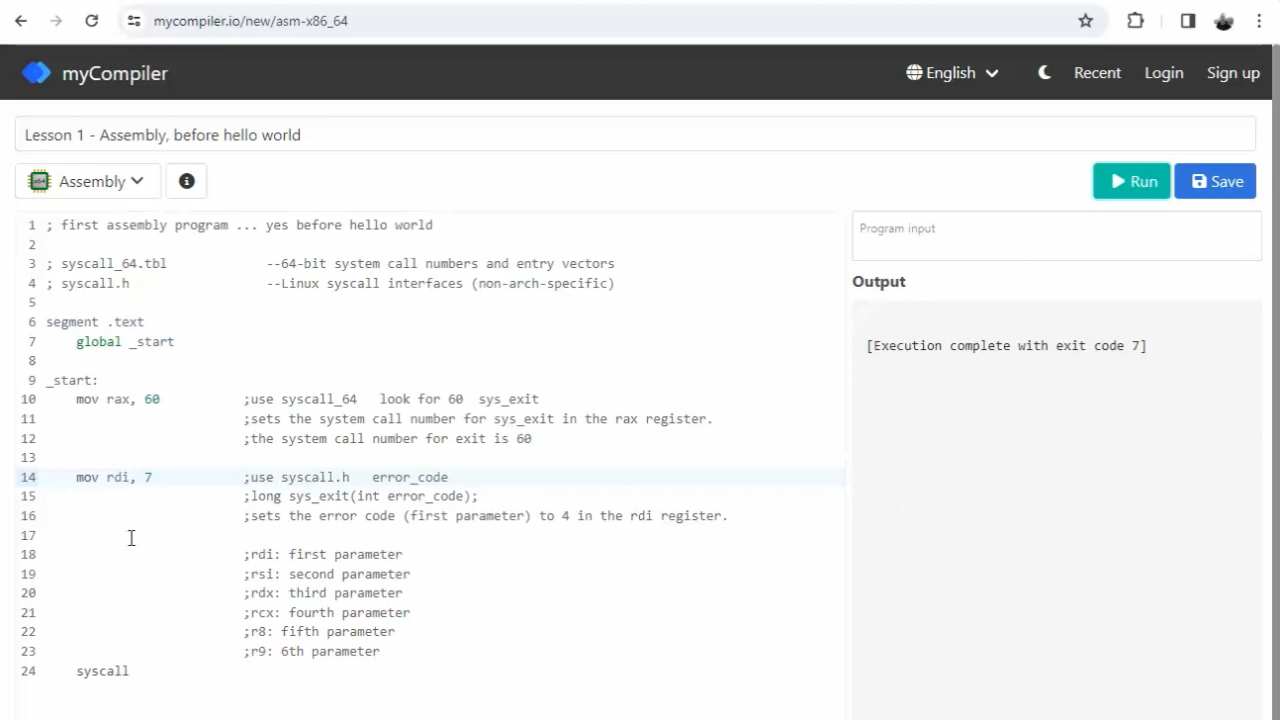 mycompiler.io/new/asm-x86_64
myCompiler
English
Recent
Login
Sign up
Lesson 1 - Assembly, before hello world
Assembly
Run
Save
1 ; first assembly program ... yes before hello world
2
3 ; syscall_64.tbl --64-bit system call numbers and entry vectors
4 ; syscall.h --Linux syscall interfaces (non-arch-specific)
5
6 segment .text
7 global _start
8
9 _start:
10 mov rax, 60 ;use syscall_64 look for 60 sys_exit
11 ;sets the system call number for sys_exit in the rax register.
12 ;the system call number for exit is 60
13
14 mov rdi, 7 ;use syscall.h error_code
15 ;long sys_exit(int error_code);
16 ;sets the error code (first parameter) to 4 in the rdi register.
17
18 ;rdi: first parameter
19 ;rsi: second parameter
20 ;rdx: third parameter
21 ;rcx: fourth parameter
22 ;r8: fifth parameter
23 ;r9: 6th parameter
24 syscall
Program input
Output
[Execution complete with exit code 7]